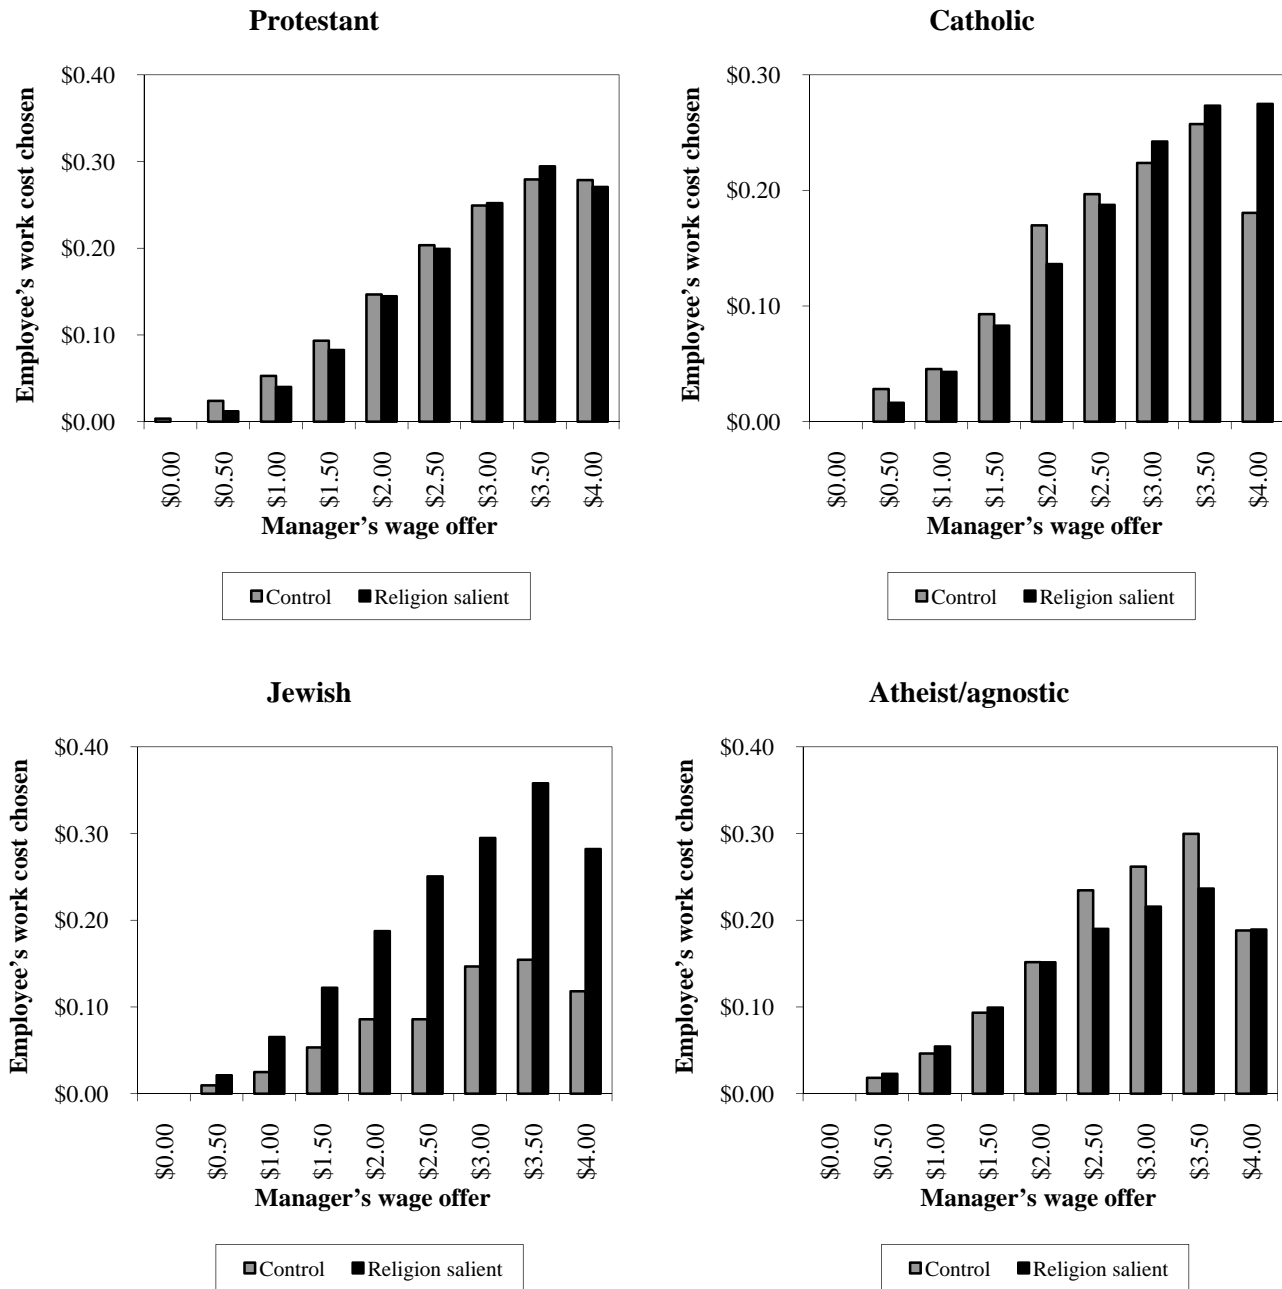 Protestant
Employee's work cost chosen
$0.40
$0.30
$0.20
$0.10
$0.00
$0.00 $0.50 $1.00 $1.50 $2.00 $2.50 $3.00 $3.50 $4.00
Manager's wage offer
Control Religion salient
Catholic
Employee's work cost chosen
$0.30
$0.20
$0.10
$0.00
$0.00 $0.50 $1.00 $1.50 $2.00 $2.50 $3.00 $3.50 $4.00
Manager's wage offer
Control Religion salient
Jewish
Employee's work cost chosen
$0.40
$0.30
$0.20
$0.10
$0.00
$0.00 $0.50 $1.00 $1.50 $2.00 $2.50 $3.00 $3.50 $4.00
Manager's wage offer
Control Religion salient
Atheist/agnostic
Employee's work cost chosen
$0.40
$0.30
$0.20
$0.10
$0.00
$0.00 $0.50 $1.00 $1.50 $2.00 $2.50 $3.00 $3.50 $4.00
Manager's wage offer
Control Religion salient